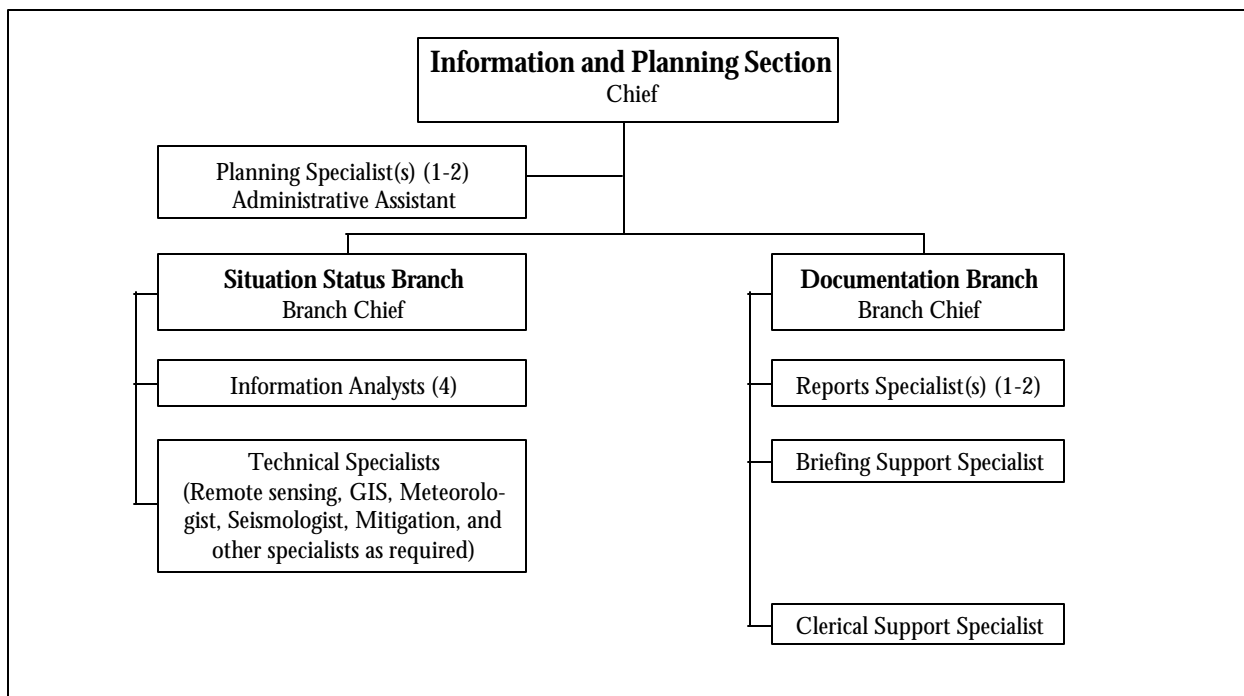 Information and Planning Section
Chief
Planning Specialist(s) (1-2)
Administrative Assistant
Situation Status Branch
Branch Chief
Information Analysts (4)
Technical Specialists
(Remote sensing, GIS, Meteorolo-
gist, Seismologist, Mitigation, and
other specialists as required)
Documentation Branch
Branch Chief
Reports Specialist(s) (1-2)
Briefing Support Specialist
Clerical Support Specialist